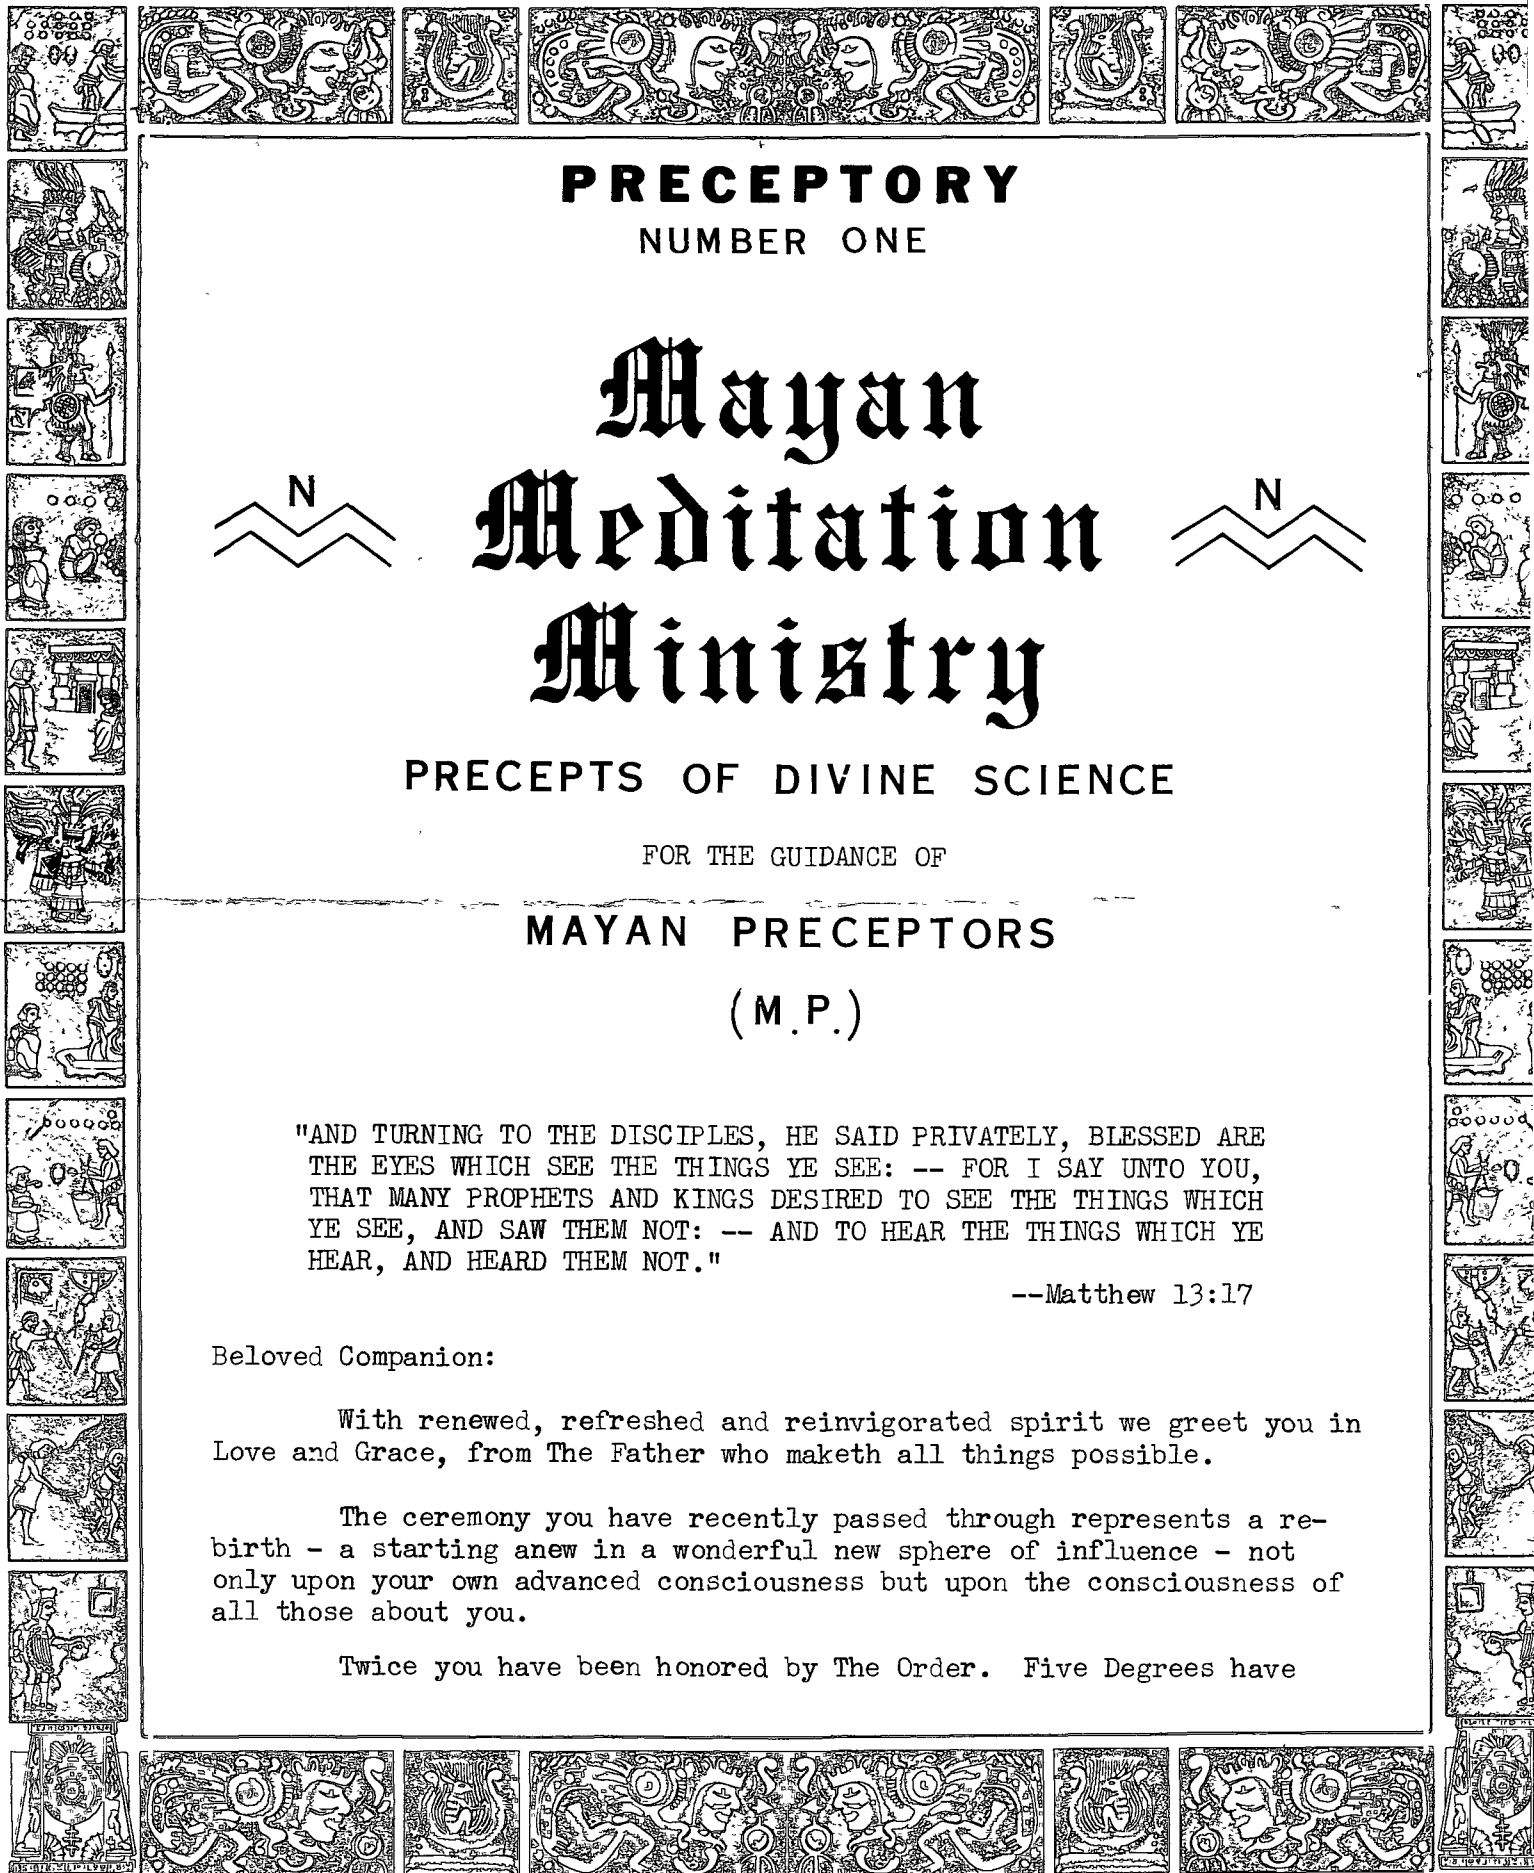 PRECEPTORY
NUMBER ONE
Mayan
N
Meditation
N
Ministry
PRECEPTS OF DIVINE SCIENCE
FOR THE GUIDANCE OF
MAYAN PRECEPTORS
(M.P.)
"AND TURNING TO THE DISCIPLES, HE SAID PRIVATELY, BLESSED ARE
THE EYES WHICH SEE THE THINGS YE SEE: -- FOR I SAY UNTO YOU,
THAT MANY PROPHETS AND KINGS DESIRED TO SEE THE THINGS WHICH
YE SEE, AND SAW THEM NOT: -- AND TO HEAR THE THINGS WHICH YE
HEAR, AND HEARD THEM NOT."
--Matthew 13:17
Beloved Companion:
With renewed, refreshed and reinvigorated spirit we greet you in
Love and Grace, from The Father who maketh all things possible.
The ceremony you have recently passed through represents a re-
birth - a starting anew in a wonderful new sphere of influence - not
only upon your own advanced consciousness but upon the consciousness of
all those about you.
Twice you have been honored by The Order. Five Degrees have